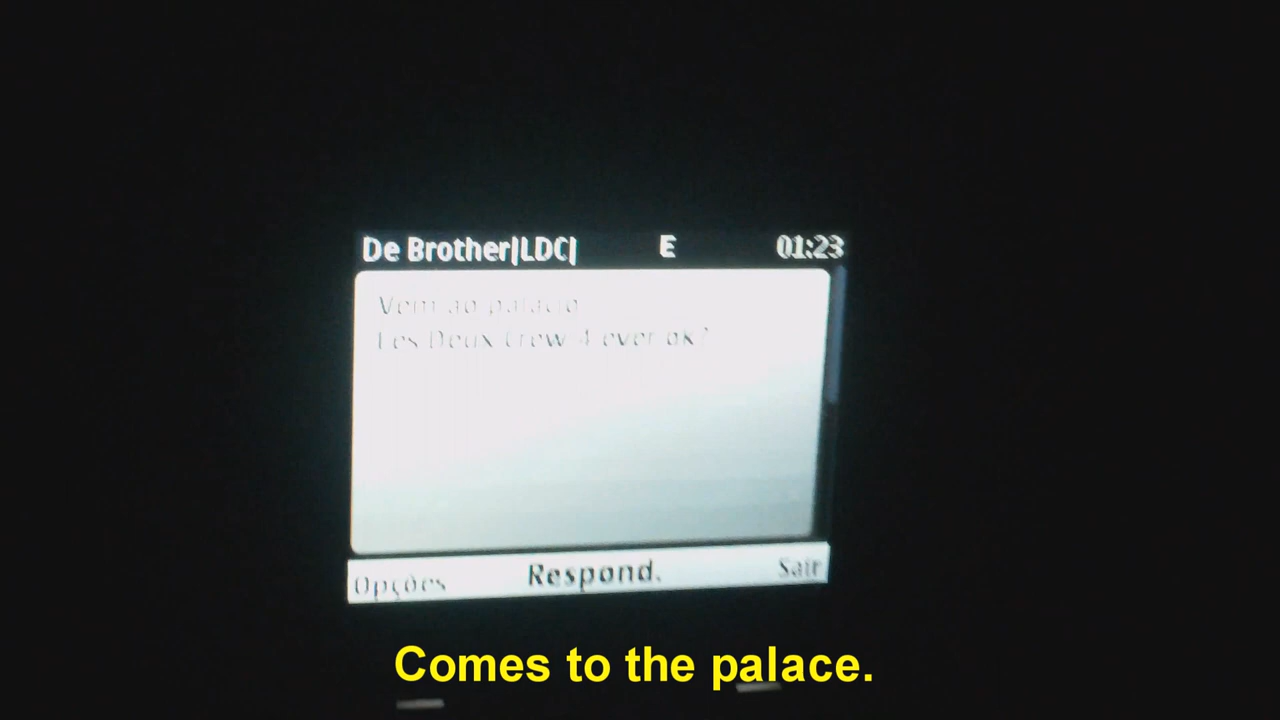 De Brother|LDC| E 01:23
Vem ao palacio
Les Deux Crew 4 ever ok?
Opções Respond. Sair
Comes to the palace.